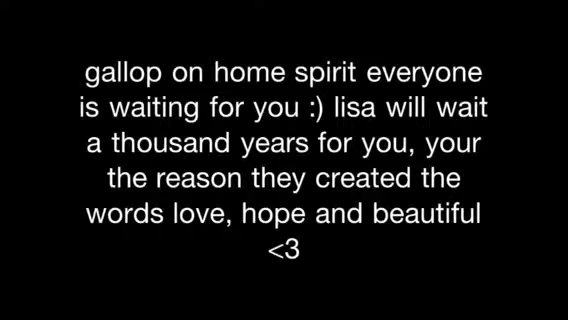 gallop on home spirit everyone
is waiting for you :) lisa will wait
a thousand years for you, your
the reason they created the
words love, hope and beautiful
<3